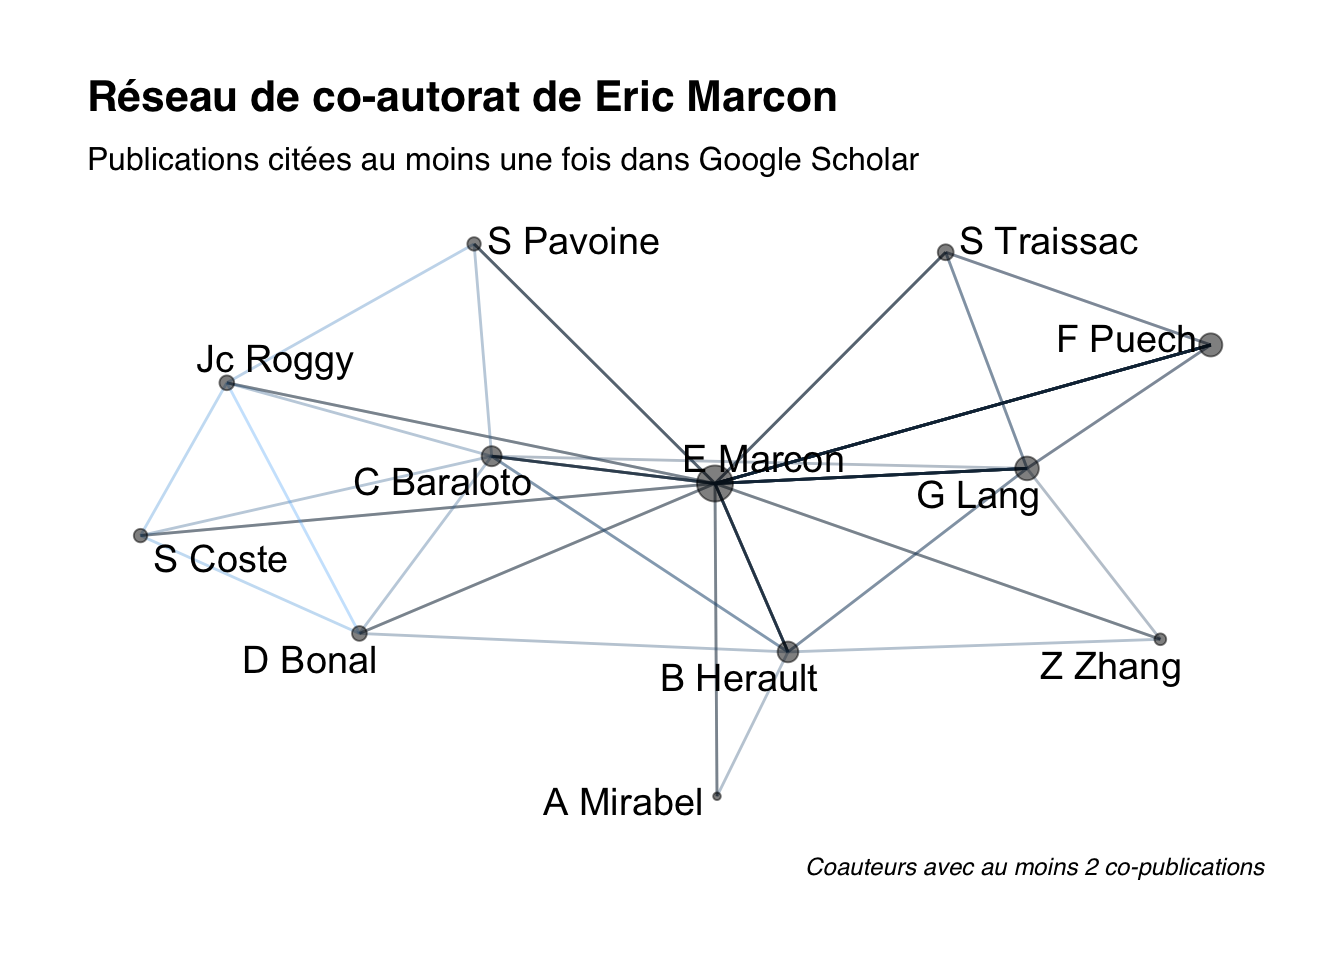 Réseau de co-autorat de Eric Marcon
Publications citées au moins une fois dans Google Scholar
S Pavoine
S Traissac
F Puech
Jc Roggy
E Marcon
C Baraloto
G Lang
S Coste
D Bonal
B Herault
Z Zhang
A Mirabel
Coauteurs avec au moins 2 co-publications